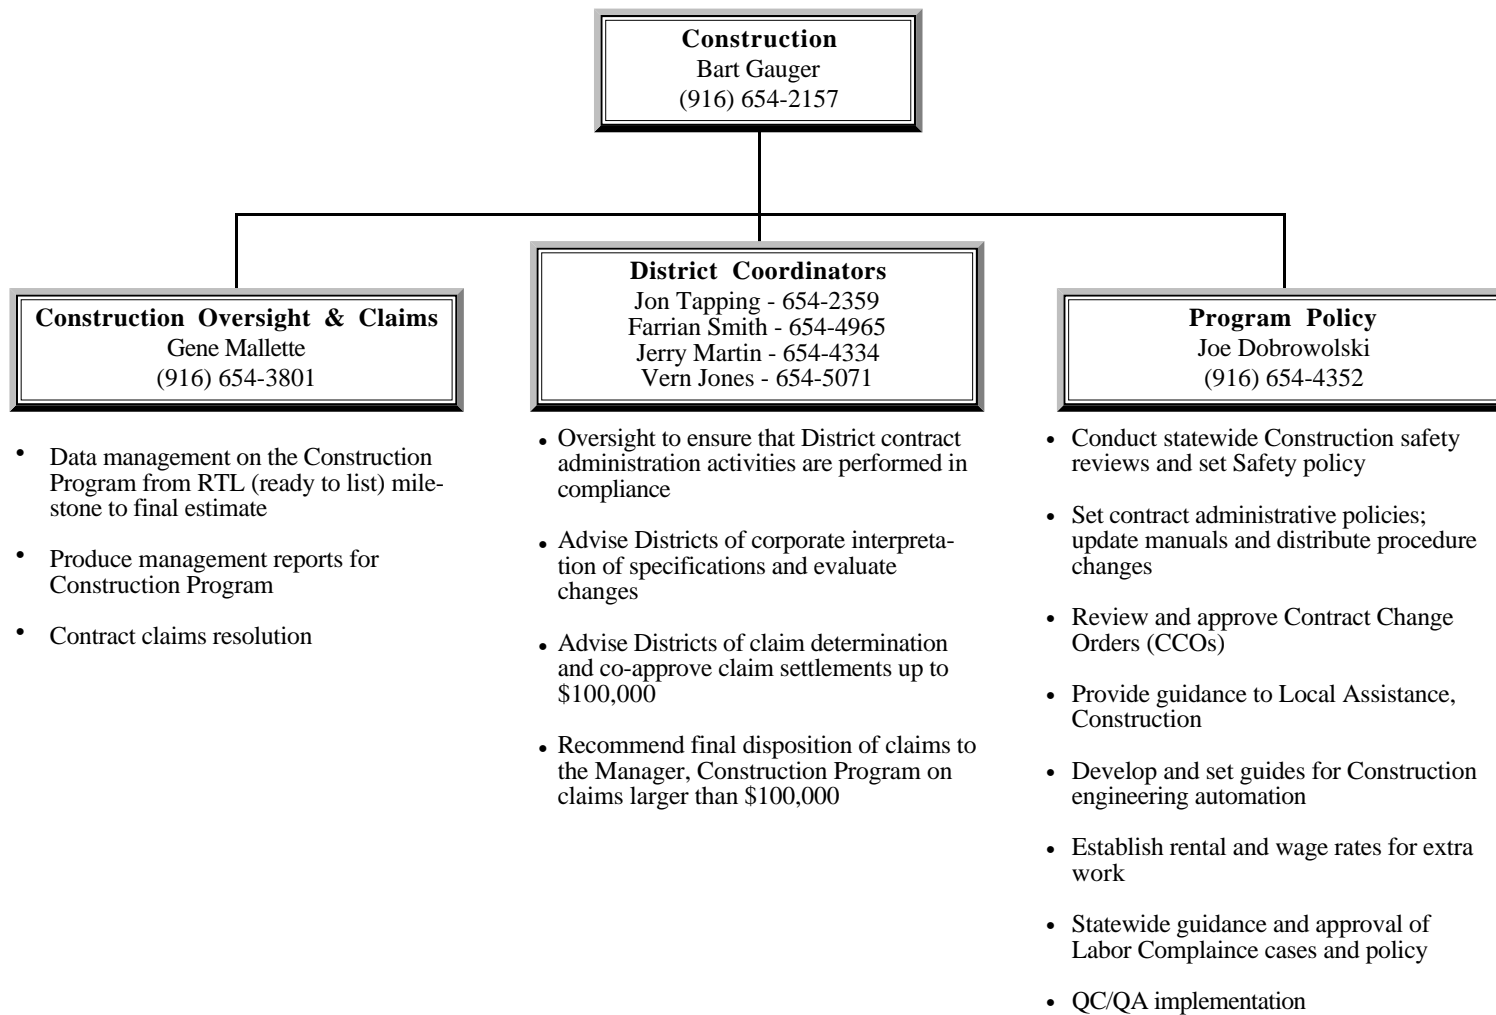 Construction
Bart Gauger
(916) 654-2157
Construction Oversight & Claims
Gene Mallette
(916) 654-3801
• Data management on the Construction
Program from RTL (ready to list) mile-
stone to final estimate
• Produce management reports for
Construction Program
• Contract claims resolution
District Coordinators
Jon Tapping - 654-2359
Farrian Smith - 654-4965
Jerry Martin - 654-4334
Vern Jones - 654-5071
• Oversight to ensure that District contract
administration activities are performed in
compliance
• Advise Districts of corporate interpreta-
tion of specifications and evaluate
changes
• Advise Districts of claim determination
and co-approve claim settlements up to
$100,000
• Recommend final disposition of claims to
the Manager, Construction Program on
claims larger than $100,000
Program Policy
Joe Dobrowolski
(916) 654-4352
• Conduct statewide Construction safety
reviews and set Safety policy
• Set contract administrative policies;
update manuals and distribute procedure
changes
• Review and approve Contract Change
Orders (CCOs)
• Provide guidance to Local Assistance,
Construction
• Develop and set guides for Construction
engineering automation
• Establish rental and wage rates for extra
work
• Statewide guidance and approval of
Labor Complaince cases and policy
• QC/QA implementation